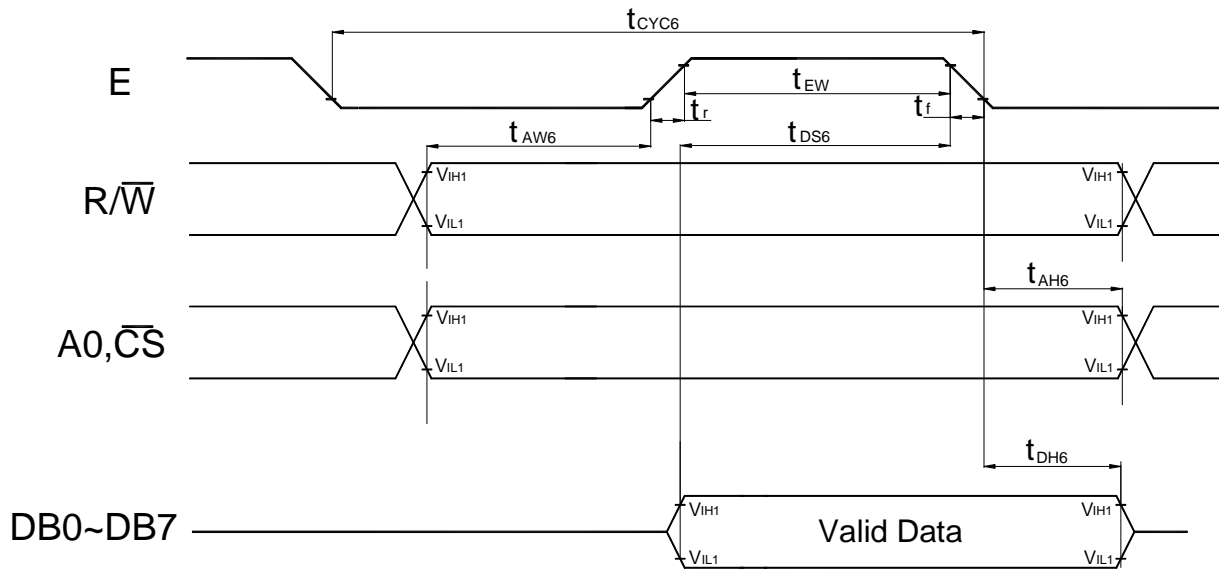 tCYC6
E
tEW
tr
tf
tAW6
tDS6
R/W̅
VIH1
VIH1
VIL1
VIL1
tAH6
A0,C̅S̅
VIH1
VIH1
VIL1
VIL1
tDH6
DB0~DB7
VIH1
Valid Data
VIH1
VIL1
VIL1